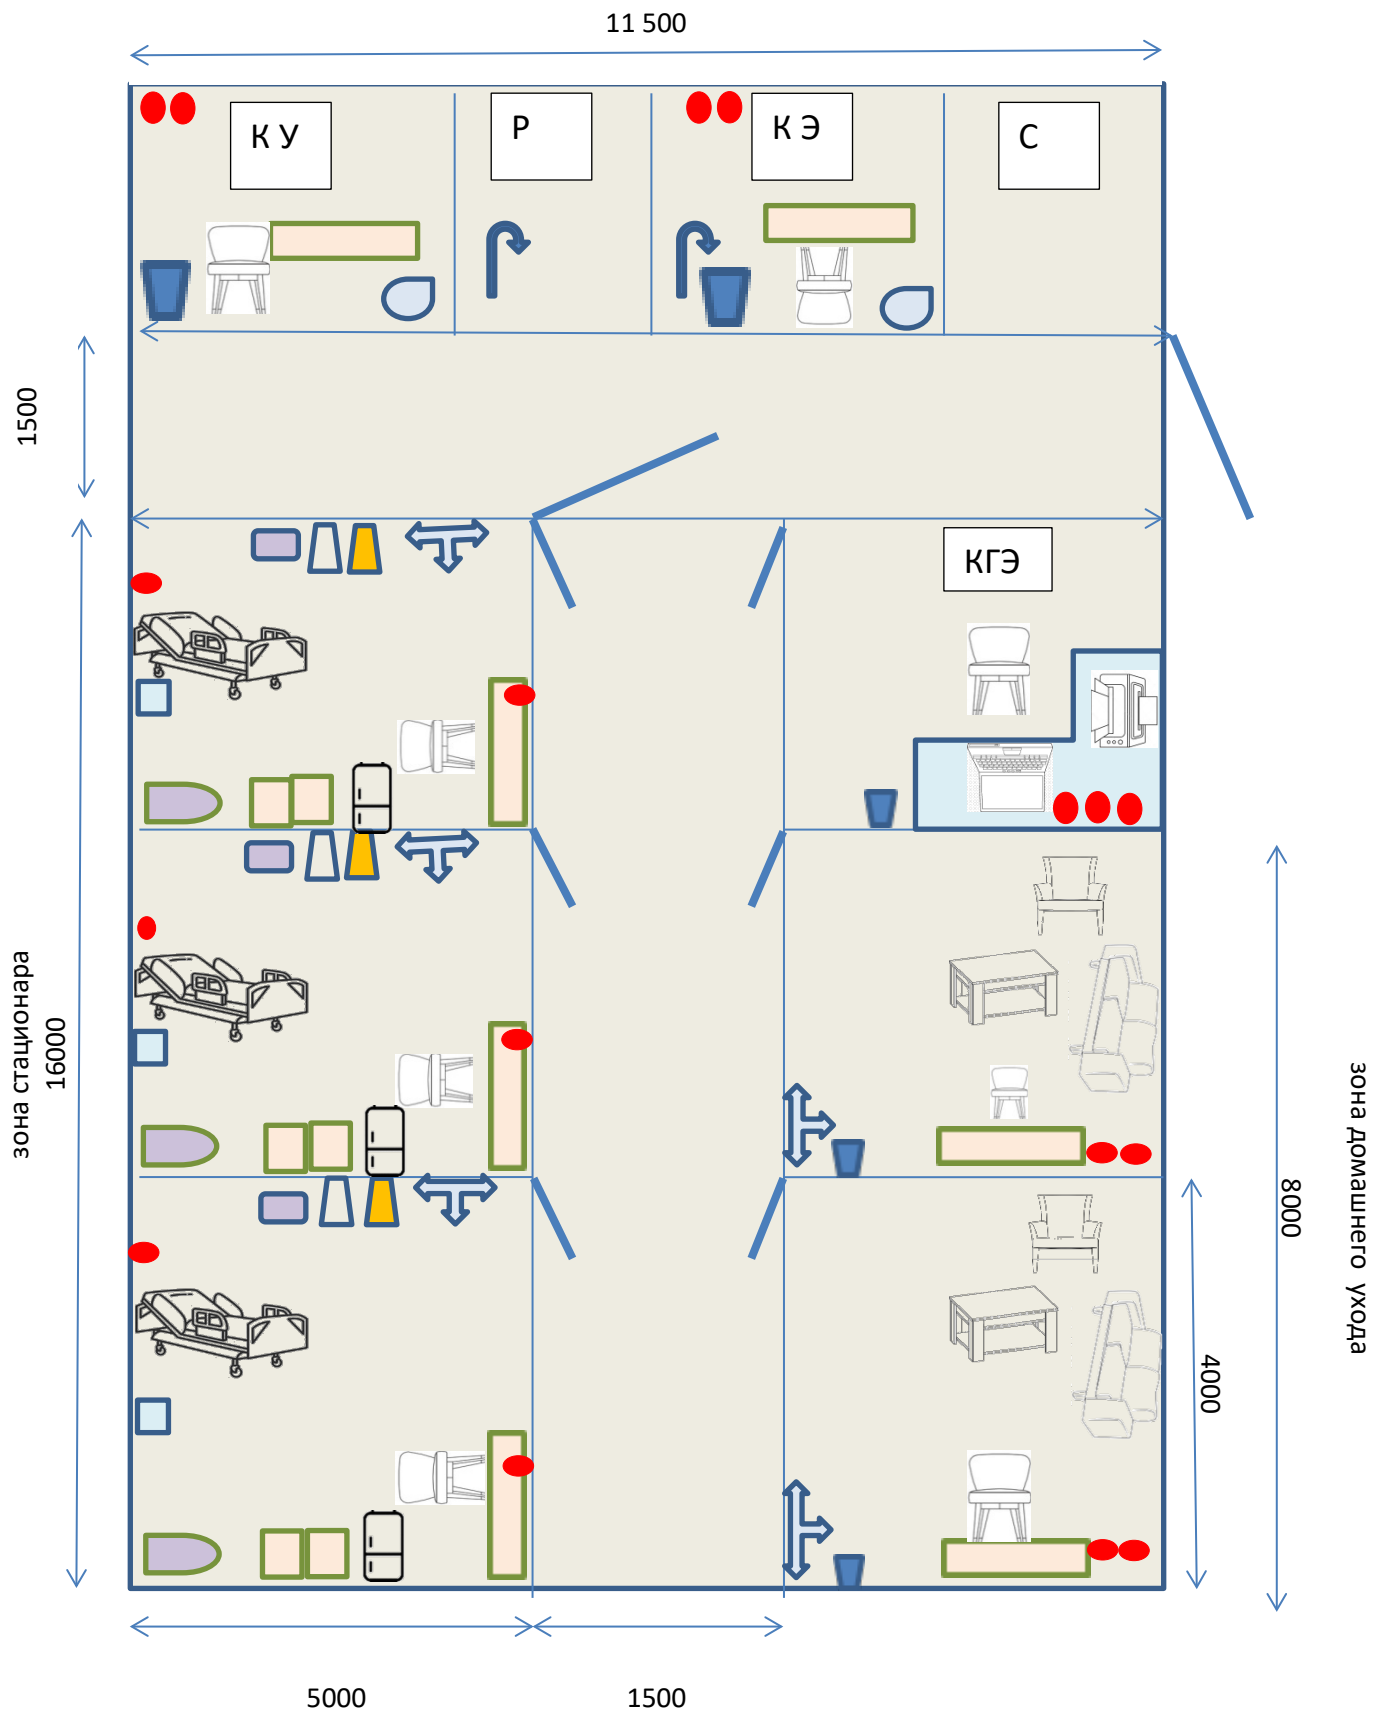 11 500
К У
Р
К Э
С
1500
КГЭ
зона стационара
16000
8000
зона домашнего ухода
4000
5000
1500